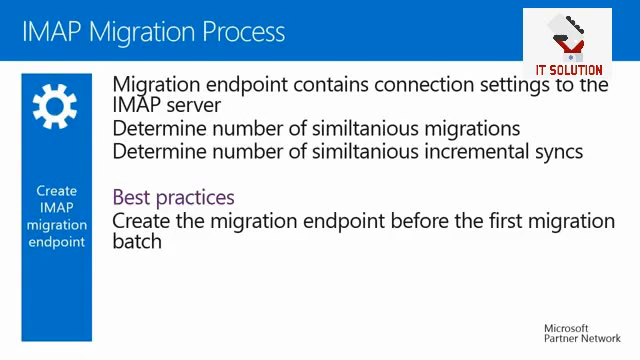 IMAP Migration Process
IT SOLUTION
Migration endpoint contains connection settings to the
IMAP server
Determine number of similtanious migrations
Determine number of similtanious incremental syncs
Create
IMAP
migration
endpoint
Best practices
Create the migration endpoint before the first migration
batch
Microsoft
Partner Network